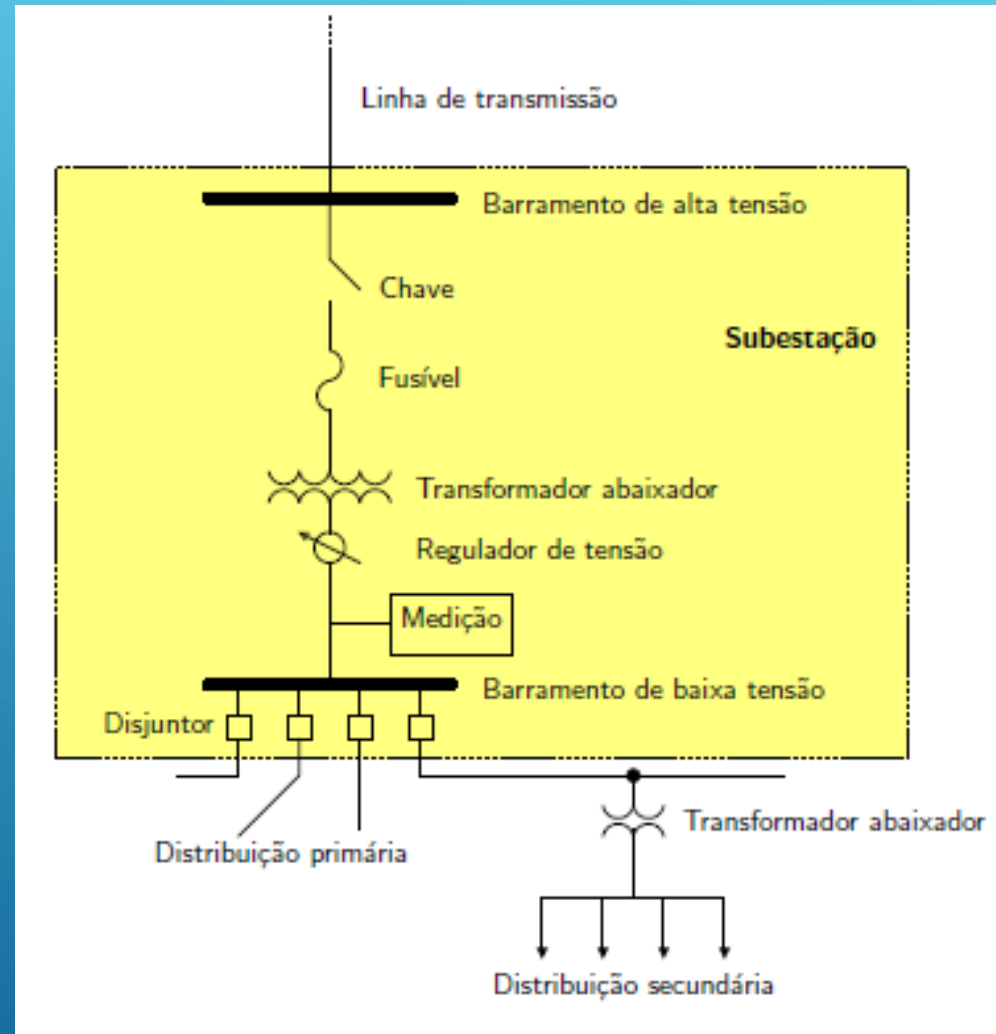 Linha de transmissão
Barramento de alta tensão
Chave
Subestação
Fusível
Transformador abaixador
Regulador de tensão
Medição
Barramento de baixa tensão
Disjuntor
Transformador abaixador
Distribuição primária
Distribuição secundária